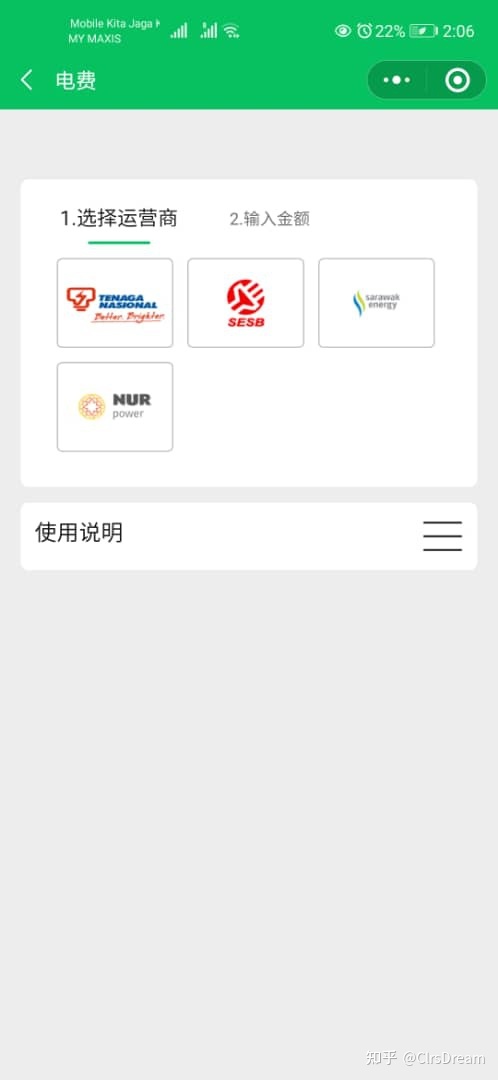 Mobile Kita Jaga
MY MAXIS
22%
2:06
电费
1.选择运营商
2.输入金额
TENAGA
NASIONAL
Better. Brighter.
SESB
sarawak
energy
NUR
power
使用说明
知乎 @ClrsDream